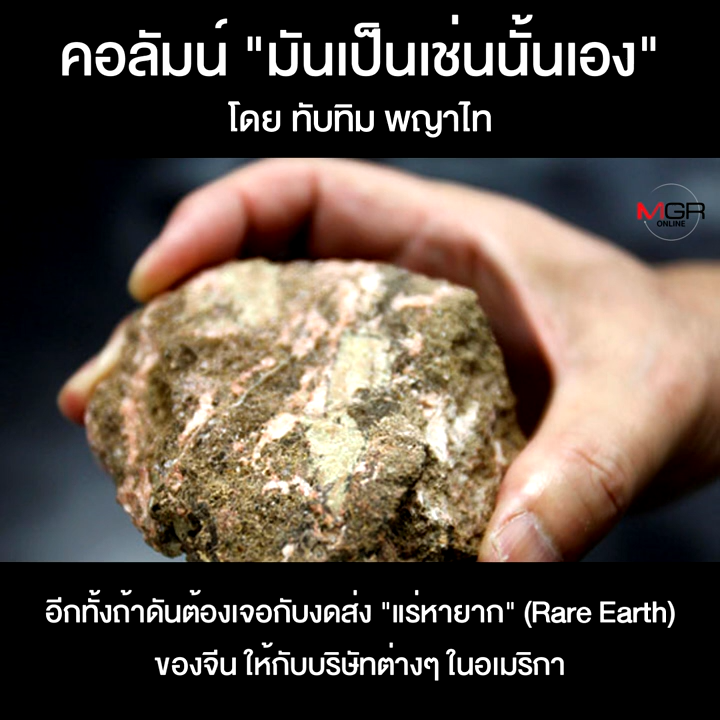 คอลัมน์ "มันเป็นเช่นนั้นเอง"
โดย ทับทิม พญาไท
MGR
ONLINE
อีกทั้งถ้าดันต้องเจอกับงดส่ง "แร่หายาก" (Rare Earth)
ของจีน ให้กับบริษัทต่างๆ ในอเมริกา